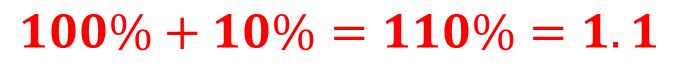 100% + 10% = 110% = 1.1